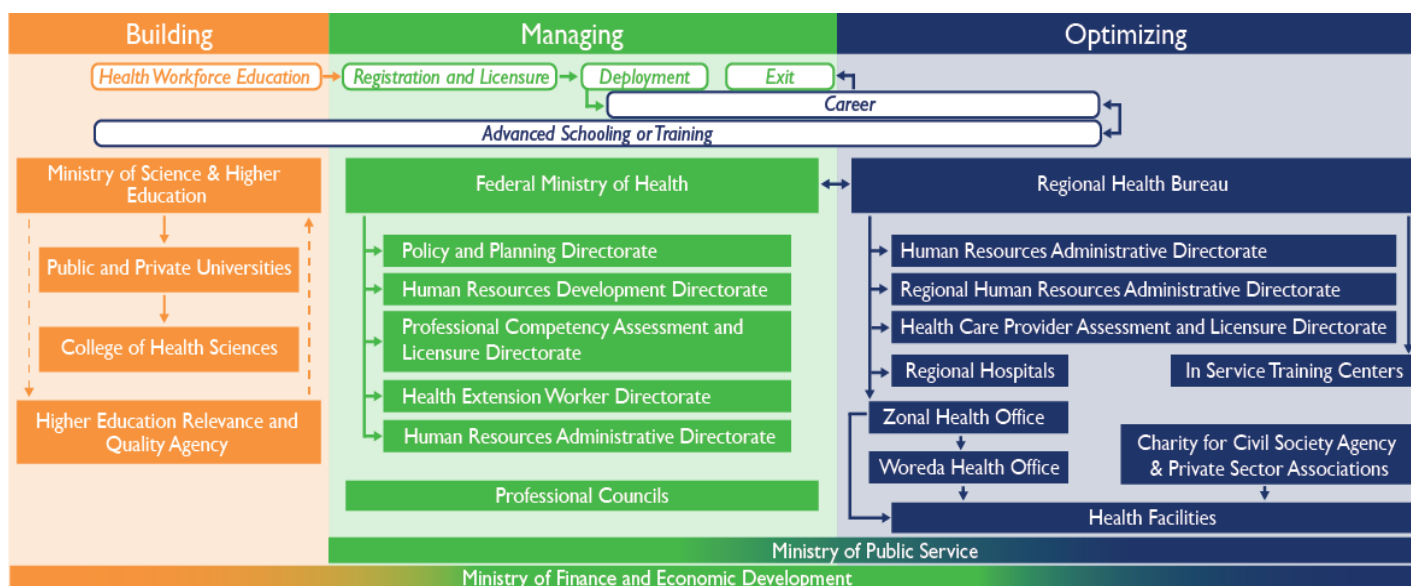 Building
Managing
Optimizing
Health Workforce Education
Registration and Licensure
Deployment
Exit
Career
Advanced Schooling or Training
Ministry of Science & Higher
Education
Public and Private Universities
College of Health Sciences
Higher Education Relevance and
Quality Agency
Federal Ministry of Health
Policy and Planning Directorate
Human Resources Development Directorate
Professional Competency Assessment and
Licensure Directorate
Health Extension Worker Directorate
Human Resources Administrative Directorate
Professional Councils
Regional Health Bureau
Human Resources Administrative Directorate
Regional Human Resources Administrative Directorate
Health Care Provider Assessment and Licensure Directorate
Regional Hospitals
In Service Training Centers
Zonal Health Office
Woreda Health Office
Charity for Civil Society Agency
& Private Sector Associations
Health Facilities
Ministry of Public Service
Ministry of Finance and Economic Development